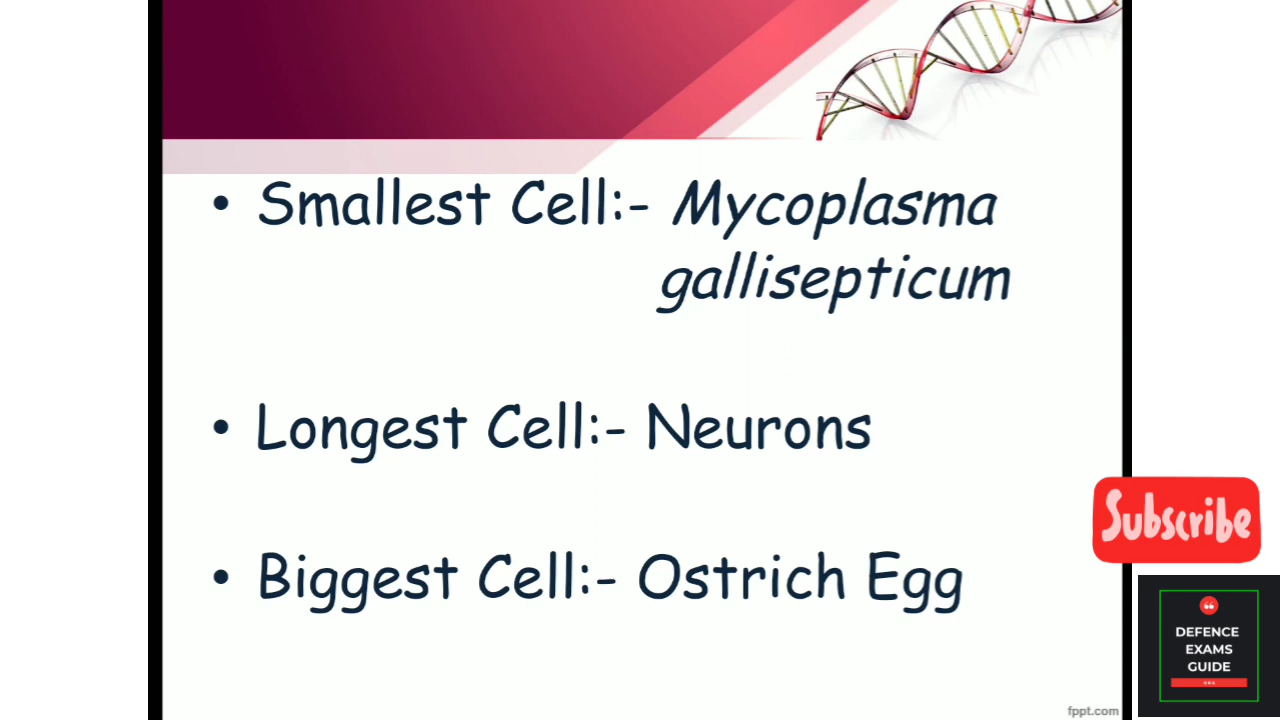 • Smallest Cell:- Mycoplasma
gallisepticum
• Longest Cell:- Neurons
• Biggest Cell:- Ostrich Egg
Subscribe
DEFENCE
EXAMS
GUIDE
fppt.com